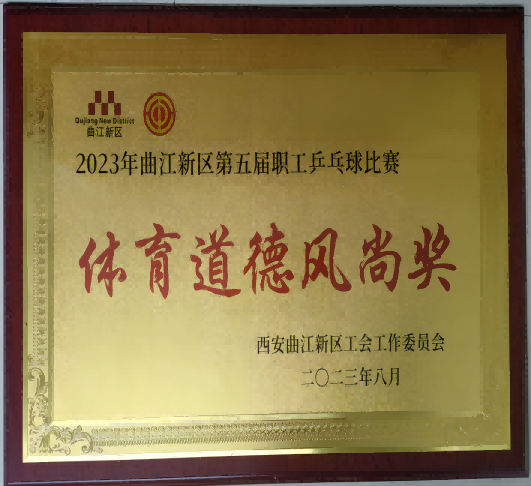 Qujiang New District
曲江新区
2023年曲江新区第五届职工乒乓球比赛
体育道德风尚奖
西安曲江新区工会工作委员会
二〇二三年八月